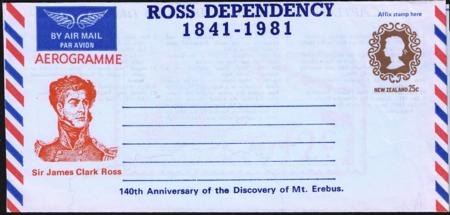 ROSS DEPENDENCY
1841-1981
Affix stamp here
BY AIR MAIL
PAR AVION
AEROGRAMME
NEW ZEALAND 25c
Sir James Clark Ross
140th Anniversary of the Discovery of Mt. Erebus.